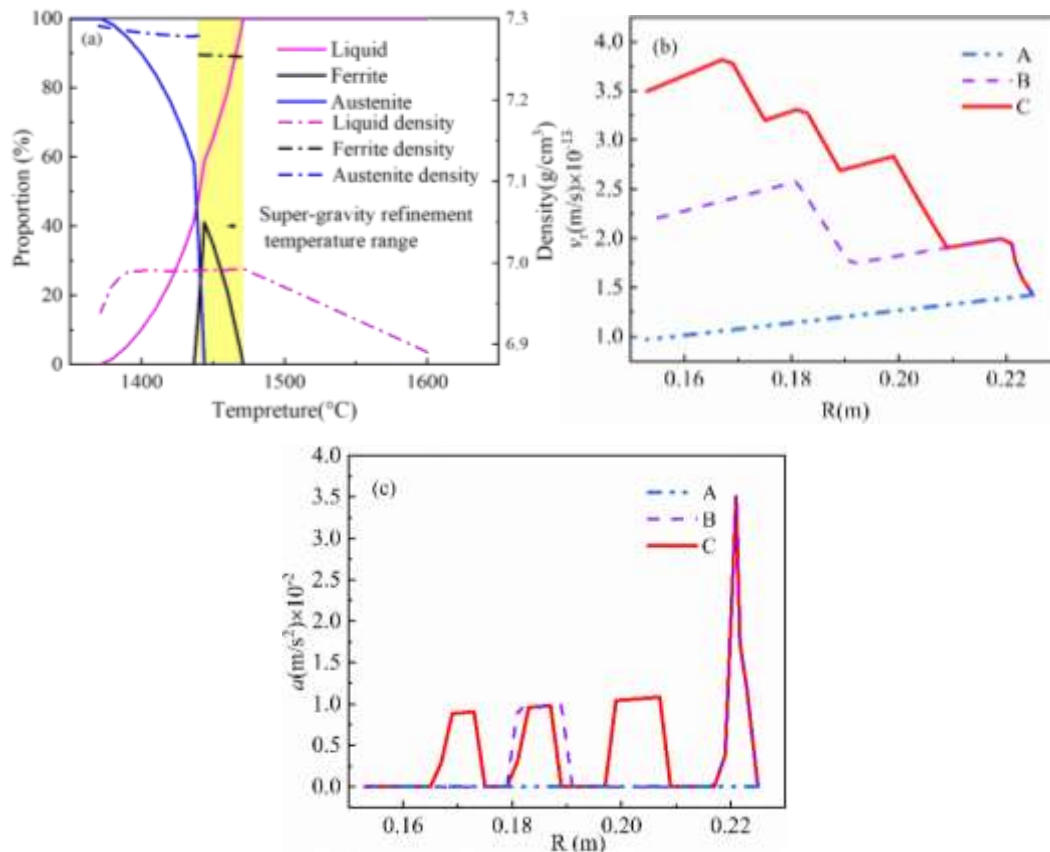 (a)
100
80
60
40
20
0
Proportion (%)
1400
1500
1600
Tempreture(°C)
7.3
7.2
7.1
7.0
6.9
Density(g/cm³)
Liquid
Ferrite
Austenite
Liquid density
Ferrite density
Austenite density
Super-gravity refinement
temperature range
(b)
4.0
3.5
3.0
2.5
2.0
1.5
1.0
(m/s)×10⁻¹³
0.16
0.18
0.20
0.22
R(m)
A
B
C
(c)
4.0
3.5
3.0
2.5
2.0
1.5
1.0
0.5
0.0
a(m/s²)×10⁻²
0.16
0.18
0.20
0.22
R (m)
A
B
C